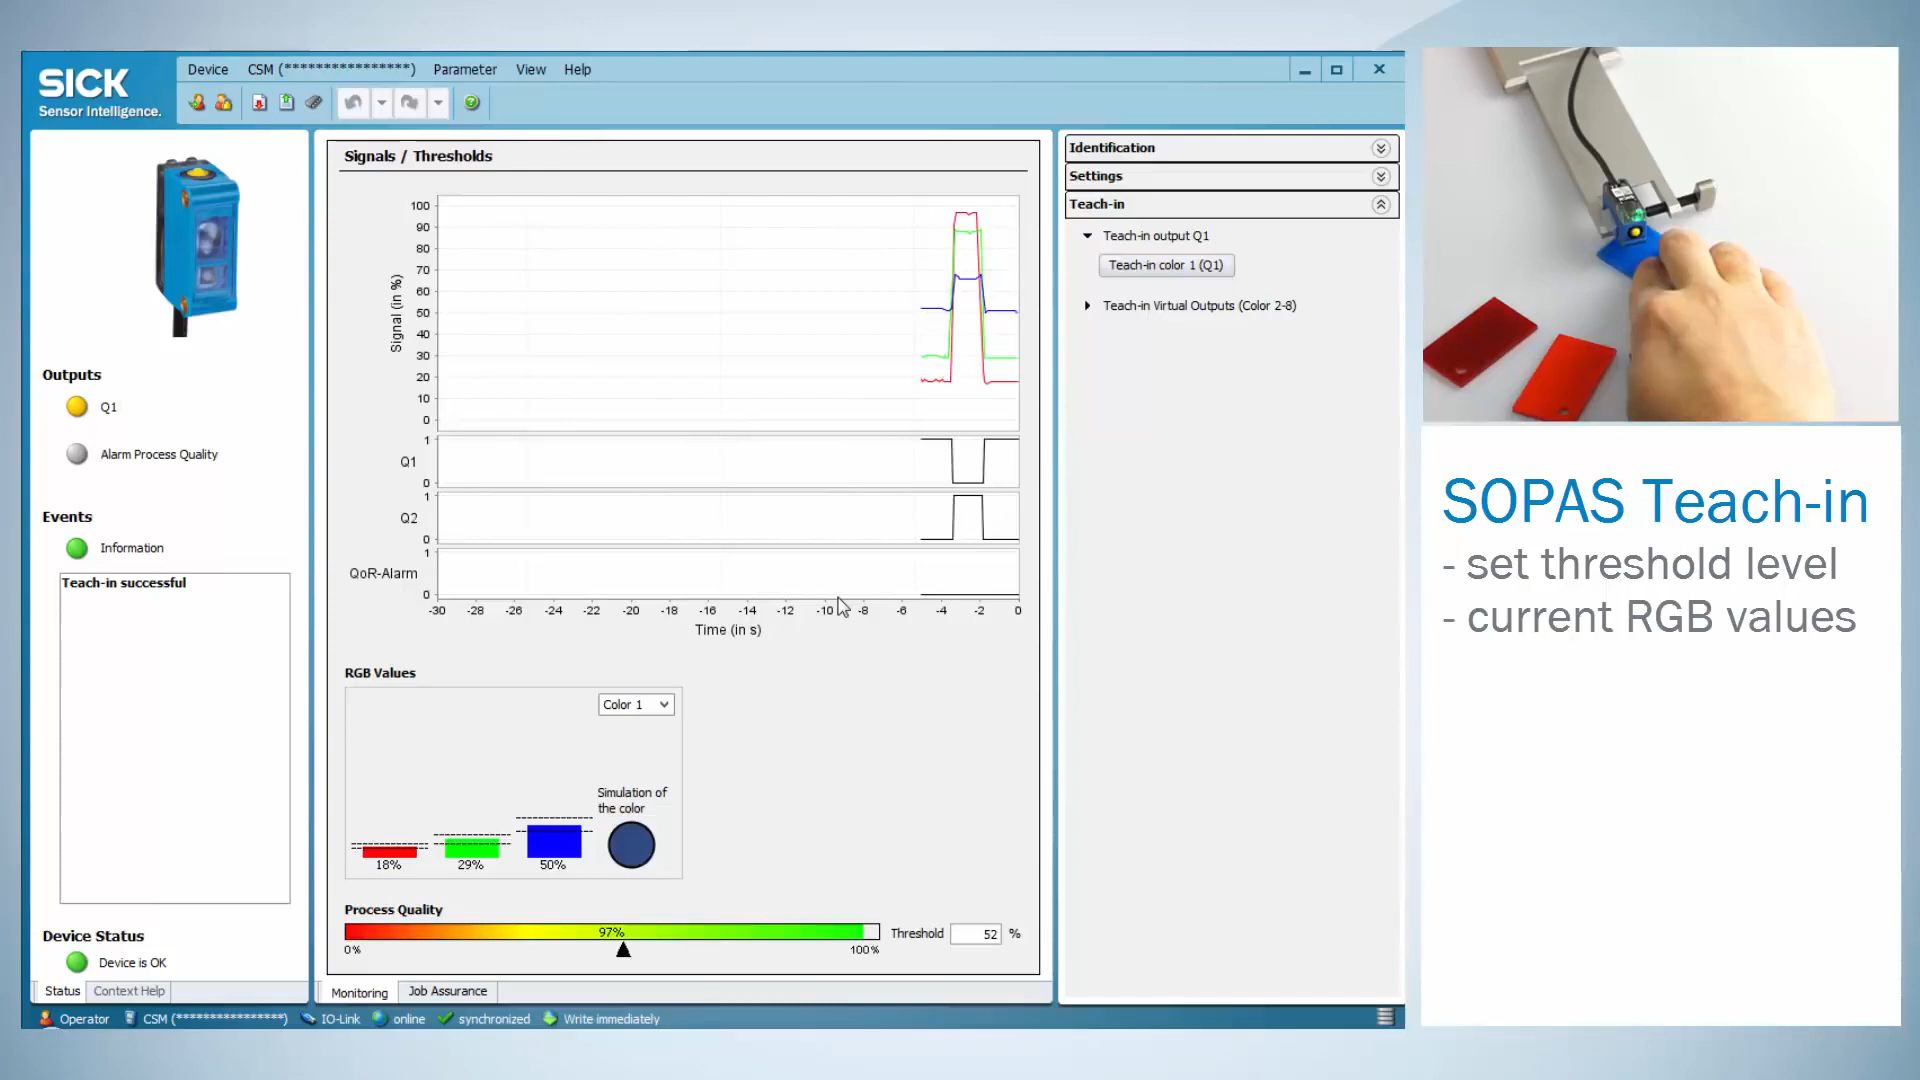 SICK
Sensor Intelligence.
Device CSM (****************) Parameter View Help
Outputs
Q1
Alarm Process Quality
Events
Information
Teach-in successful
Device Status
Device is OK
Status Context Help
Signals / Thresholds
Signal (in %)
100
90
80
70
60
50
40
30
20
10
0
Q1
1
0
Q2
1
0
QoR-Alarm
1
0
-30 -28 -26 -24 -22 -20 -18 -16 -14 -12 -10 -8 -6 -4 -2 0
Time (in s)
RGB Values
Color 1
Simulation of
the color
18% 29% 50%
Process Quality
97%
0 % 100 %
Threshold 52 %
Monitoring Job Assurance
Identification
Settings
Teach-in
Teach-in output Q1
Teach-in color 1 (Q1)
Teach-in Virtual Outputs (Color 2-8)
Operator CSM (****************) IO-Link online synchronized Write immediately
SOPAS Teach-in
- set threshold level
- current RGB values